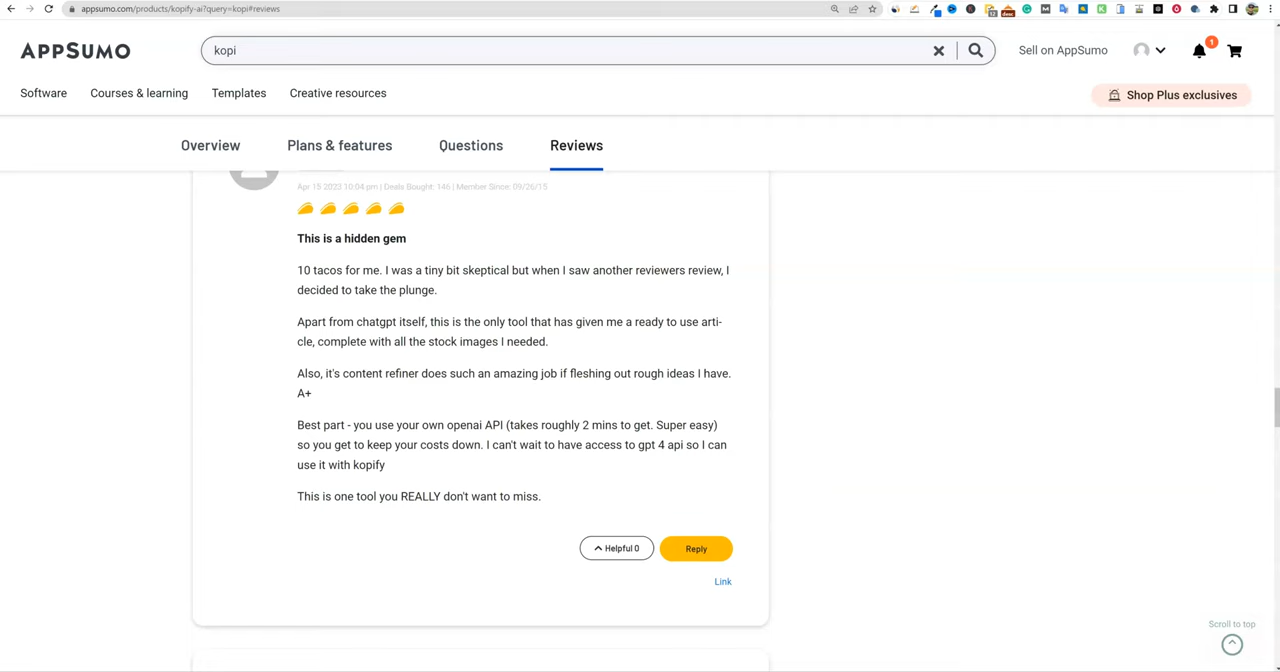 appsumo.com/products/kopify-ai?query=kopi#reviews
APPSUMO
kopi
Sell on AppSumo
1
Software
Courses & learning
Templates
Creative resources
Shop Plus exclusives
Overview
Plans & features
Questions
Reviews
Apr 15 2023 10:04 pm | Deals Bought: 146 | Member Since: 09/26/15
This is a hidden gem
10 tacos for me. I was a tiny bit skeptical but when I saw another reviewers review, I
decided to take the plunge.
Apart from chatgpt itself, this is the only tool that has given me a ready to use arti-
cle, complete with all the stock images I needed.
Also, it's content refiner does such an amazing job if fleshing out rough ideas I have.
A+
Best part - you use your own openai API (takes roughly 2 mins to get. Super easy)
so you get to keep your costs down. I can't wait to have access to gpt 4 api so I can
use it with kopify
This is one tool you REALLY don't want to miss.
Helpful 0
Reply
Link
Scroll to top